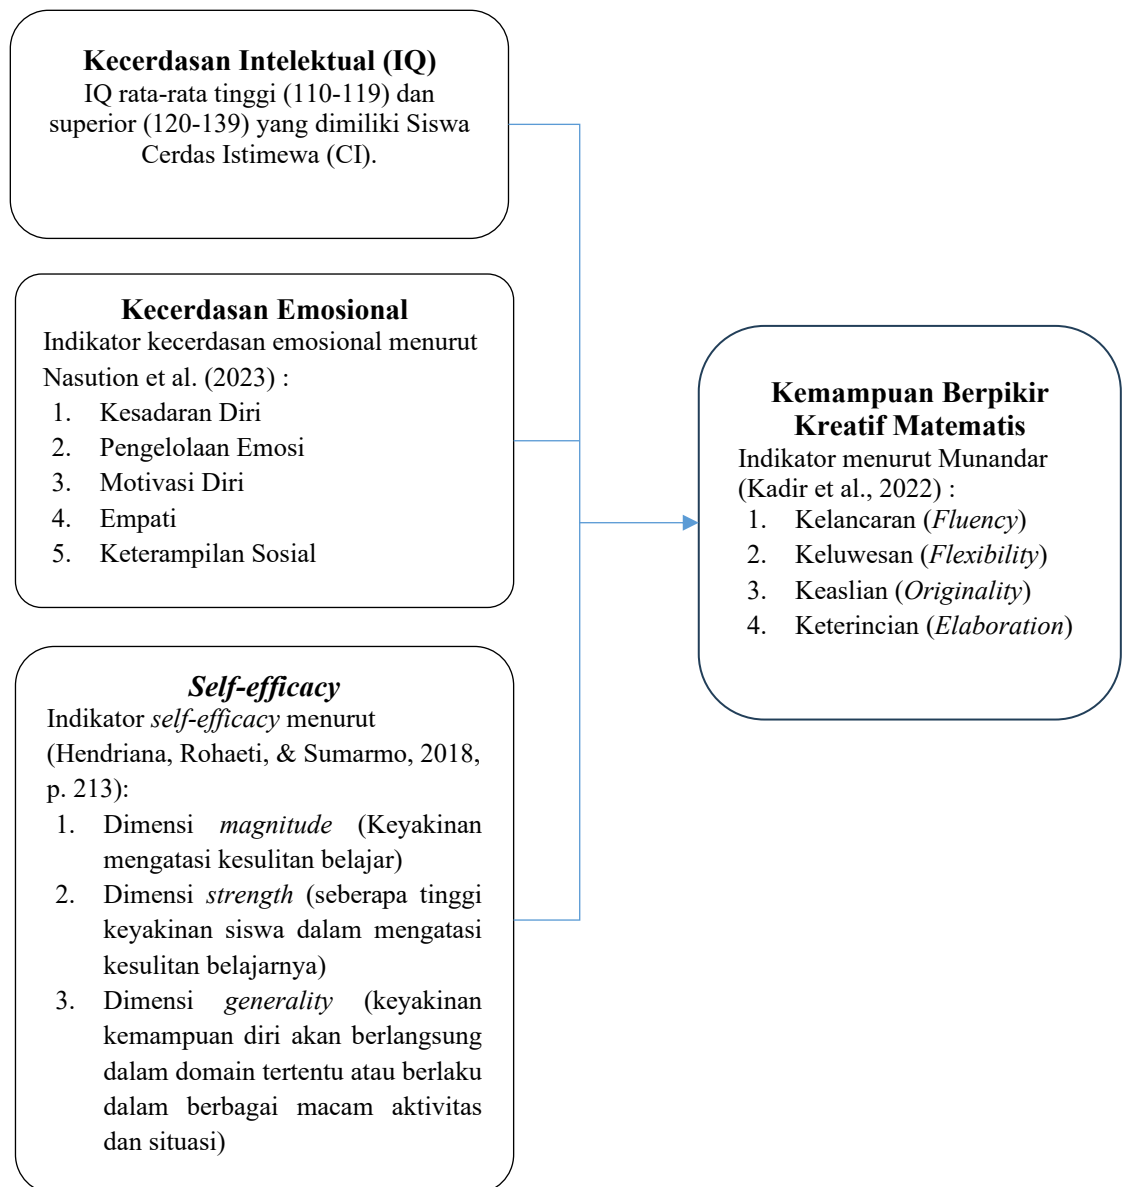 Kecerdasan Intelektual (IQ)
IQ rata-rata tinggi (110-119) dan
superior (120-139) yang dimiliki Siswa
Cerdas Istimewa (CI).
Kecerdasan Emosional
Indikator kecerdasan emosional menurut
Nasution et al. (2023) :
1. Kesadaran Diri
2. Pengelolaan Emosi
3. Motivasi Diri
4. Empati
5. Keterampilan Sosial
Self-efficacy
Indikator self-efficacy menurut
(Hendriana, Rohaeti, & Sumarmo, 2018,
p. 213):
1. Dimensi magnitude (Keyakinan
mengatasi kesulitan belajar)
2. Dimensi strength (seberapa tinggi
keyakinan siswa dalam mengatasi
kesulitan belajarnya)
3. Dimensi generality (keyakinan
kemampuan diri akan berlangsung
dalam domain tertentu atau berlaku
dalam berbagai macam aktivitas
dan situasi)
Kemampuan Berpikir
Kreatif Matematis
Indikator menurut Munandar
(Kadir et al., 2022) :
1. Kelancaran (Fluency)
2. Keluwesan (Flexibility)
3. Keaslian (Originality)
4. Keterincian (Elaboration)